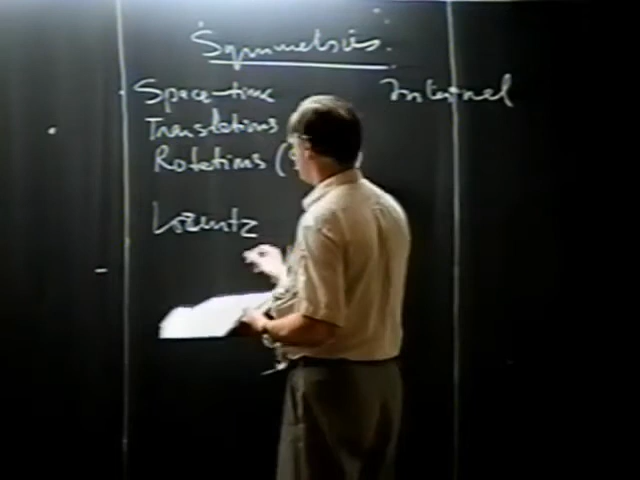 Symmetries.
Space-time Internal
Translations
Rotations (
Lorentz